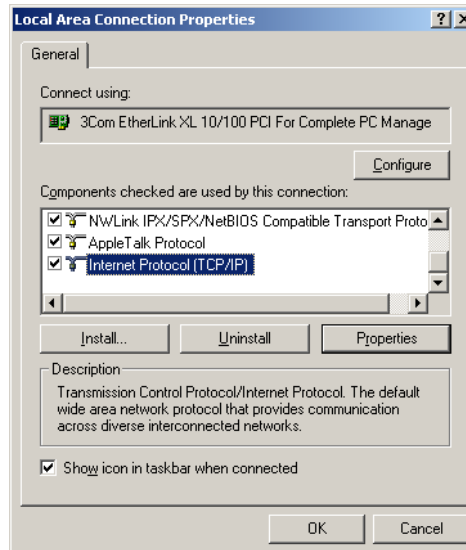 Local Area Connection Properties
General
Connect using:
3Com EtherLink XL 10/100 PCI For Complete PC Manage
Configure
Components checked are used by this connection:
NWLink IPX/SPX/NetBIOS Compatible Transport Proto
AppleTalk Protocol
Internet Protocol (TCP/IP)
Install...
Uninstall
Properties
Description
Transmission Control Protocol/Internet Protocol. The default
wide area network protocol that provides communication
across diverse interconnected networks.
Show icon in taskbar when connected
OK
Cancel